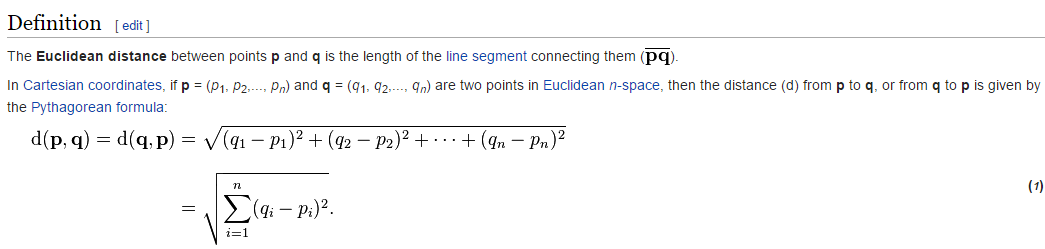 Definition [ edit ]
The Euclidean distance between points p and q is the length of the line segment connecting them (p̅q̅).
In Cartesian coordinates, if p = (p₁, p₂,..., pₙ) and q = (q₁, q₂,..., qₙ) are two points in Euclidean n-space, then the distance (d) from p to q, or from q to p is given by
the Pythagorean formula:
d(p, q) = d(q, p) = √((q₁ − p₁)² + (q₂ − p₂)² + ⋯ + (qₙ − pₙ)²)
= √(∑ᵢ₌₁ⁿ (qᵢ − pᵢ)²). (1)